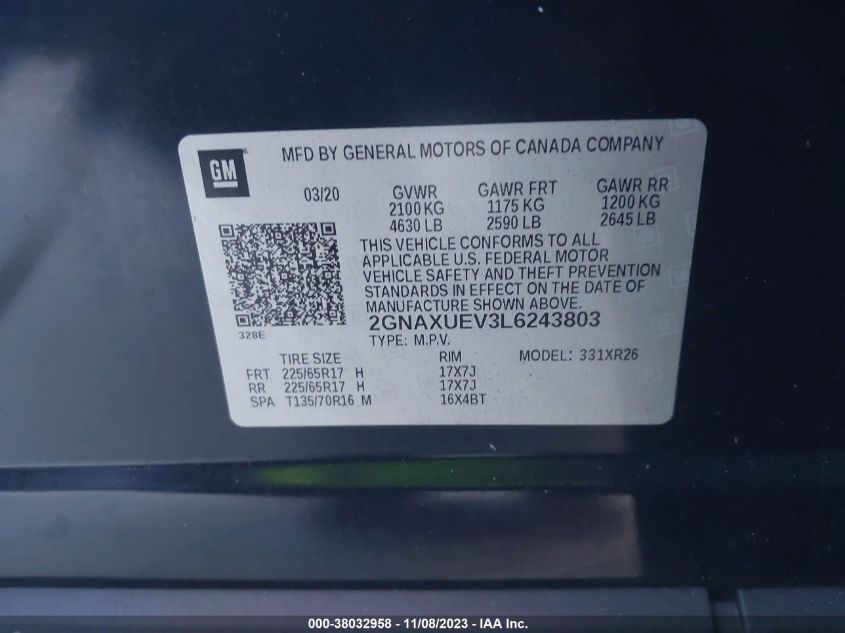 GM
MFD BY GENERAL MOTORS OF CANADA COMPANY
03/20 GVWR GAWR FRT GAWR RR
2100 KG 1175 KG 1200 KG
4630 LB 2590 LB 2645 LB
THIS VEHICLE CONFORMS TO ALL
APPLICABLE U.S. FEDERAL MOTOR
VEHICLE SAFETY AND THEFT PREVENTION
STANDARDS IN EFFECT ON THE DATE OF
MANUFACTURE SHOWN ABOVE.
2GNAXUEV3L6243803
328E
TYPE: M.P.V.
TIRE SIZE RIM MODEL: 331XR26
FRT 225/65R17 H 17X7J
RR 225/65R17 H 17X7J
SPA T135/70R16 M 16X4BT
000-38032958 - 11/08/2023 - IAA Inc.